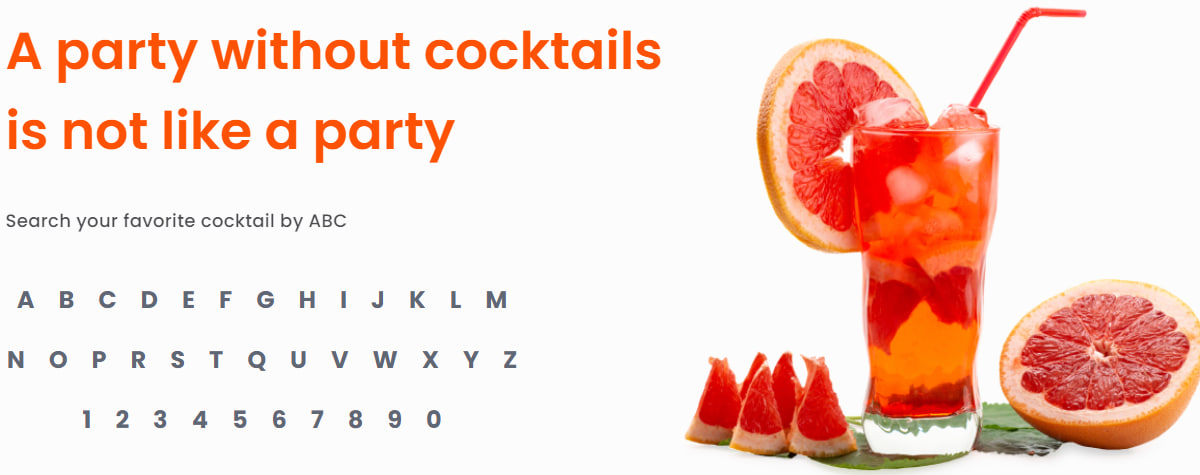 A party without cocktails
is not like a party
Search your favorite cocktail by ABC
A B C D E F G H I J K L M
N O P R S T Q U V W X Y Z
1 2 3 4 5 6 7 8 9 0